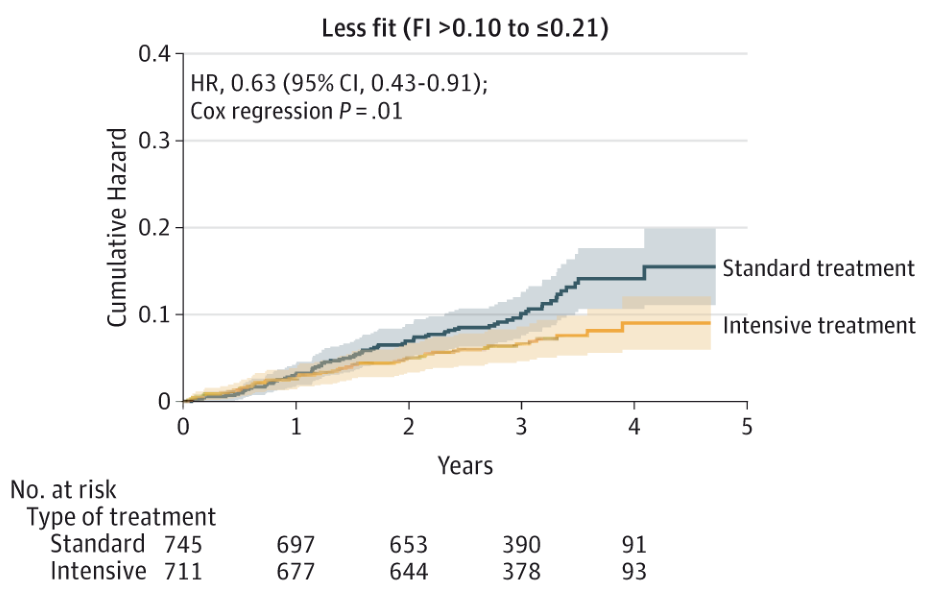 Less fit (FI >0.10 to ≤0.21)
0.4
HR, 0.63 (95% CI, 0.43-0.91);
Cox regression P = .01
0.3
0.2
0.1
0
Cumulative Hazard
Standard treatment
Intensive treatment
0 1 2 3 4 5
Years
No. at risk
Type of treatment
Standard 745 697 653 390 91
Intensive 711 677 644 378 93